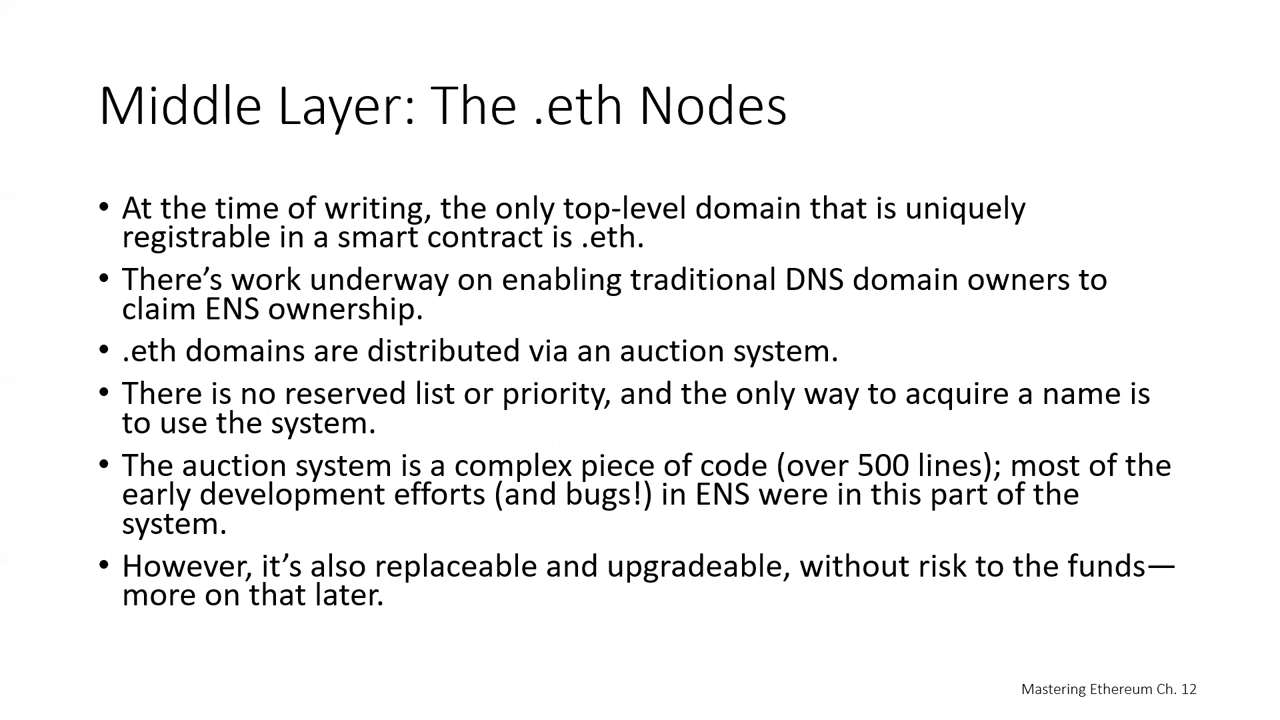 Middle Layer: The .eth Nodes
• At the time of writing, the only top-level domain that is uniquely
registrable in a smart contract is .eth.
• There’s work underway on enabling traditional DNS domain owners to
claim ENS ownership.
• .eth domains are distributed via an auction system.
• There is no reserved list or priority, and the only way to acquire a name is
to use the system.
• The auction system is a complex piece of code (over 500 lines); most of the
early development efforts (and bugs!) in ENS were in this part of the
system.
• However, it’s also replaceable and upgradeable, without risk to the funds—
more on that later.
Mastering Ethereum Ch. 12